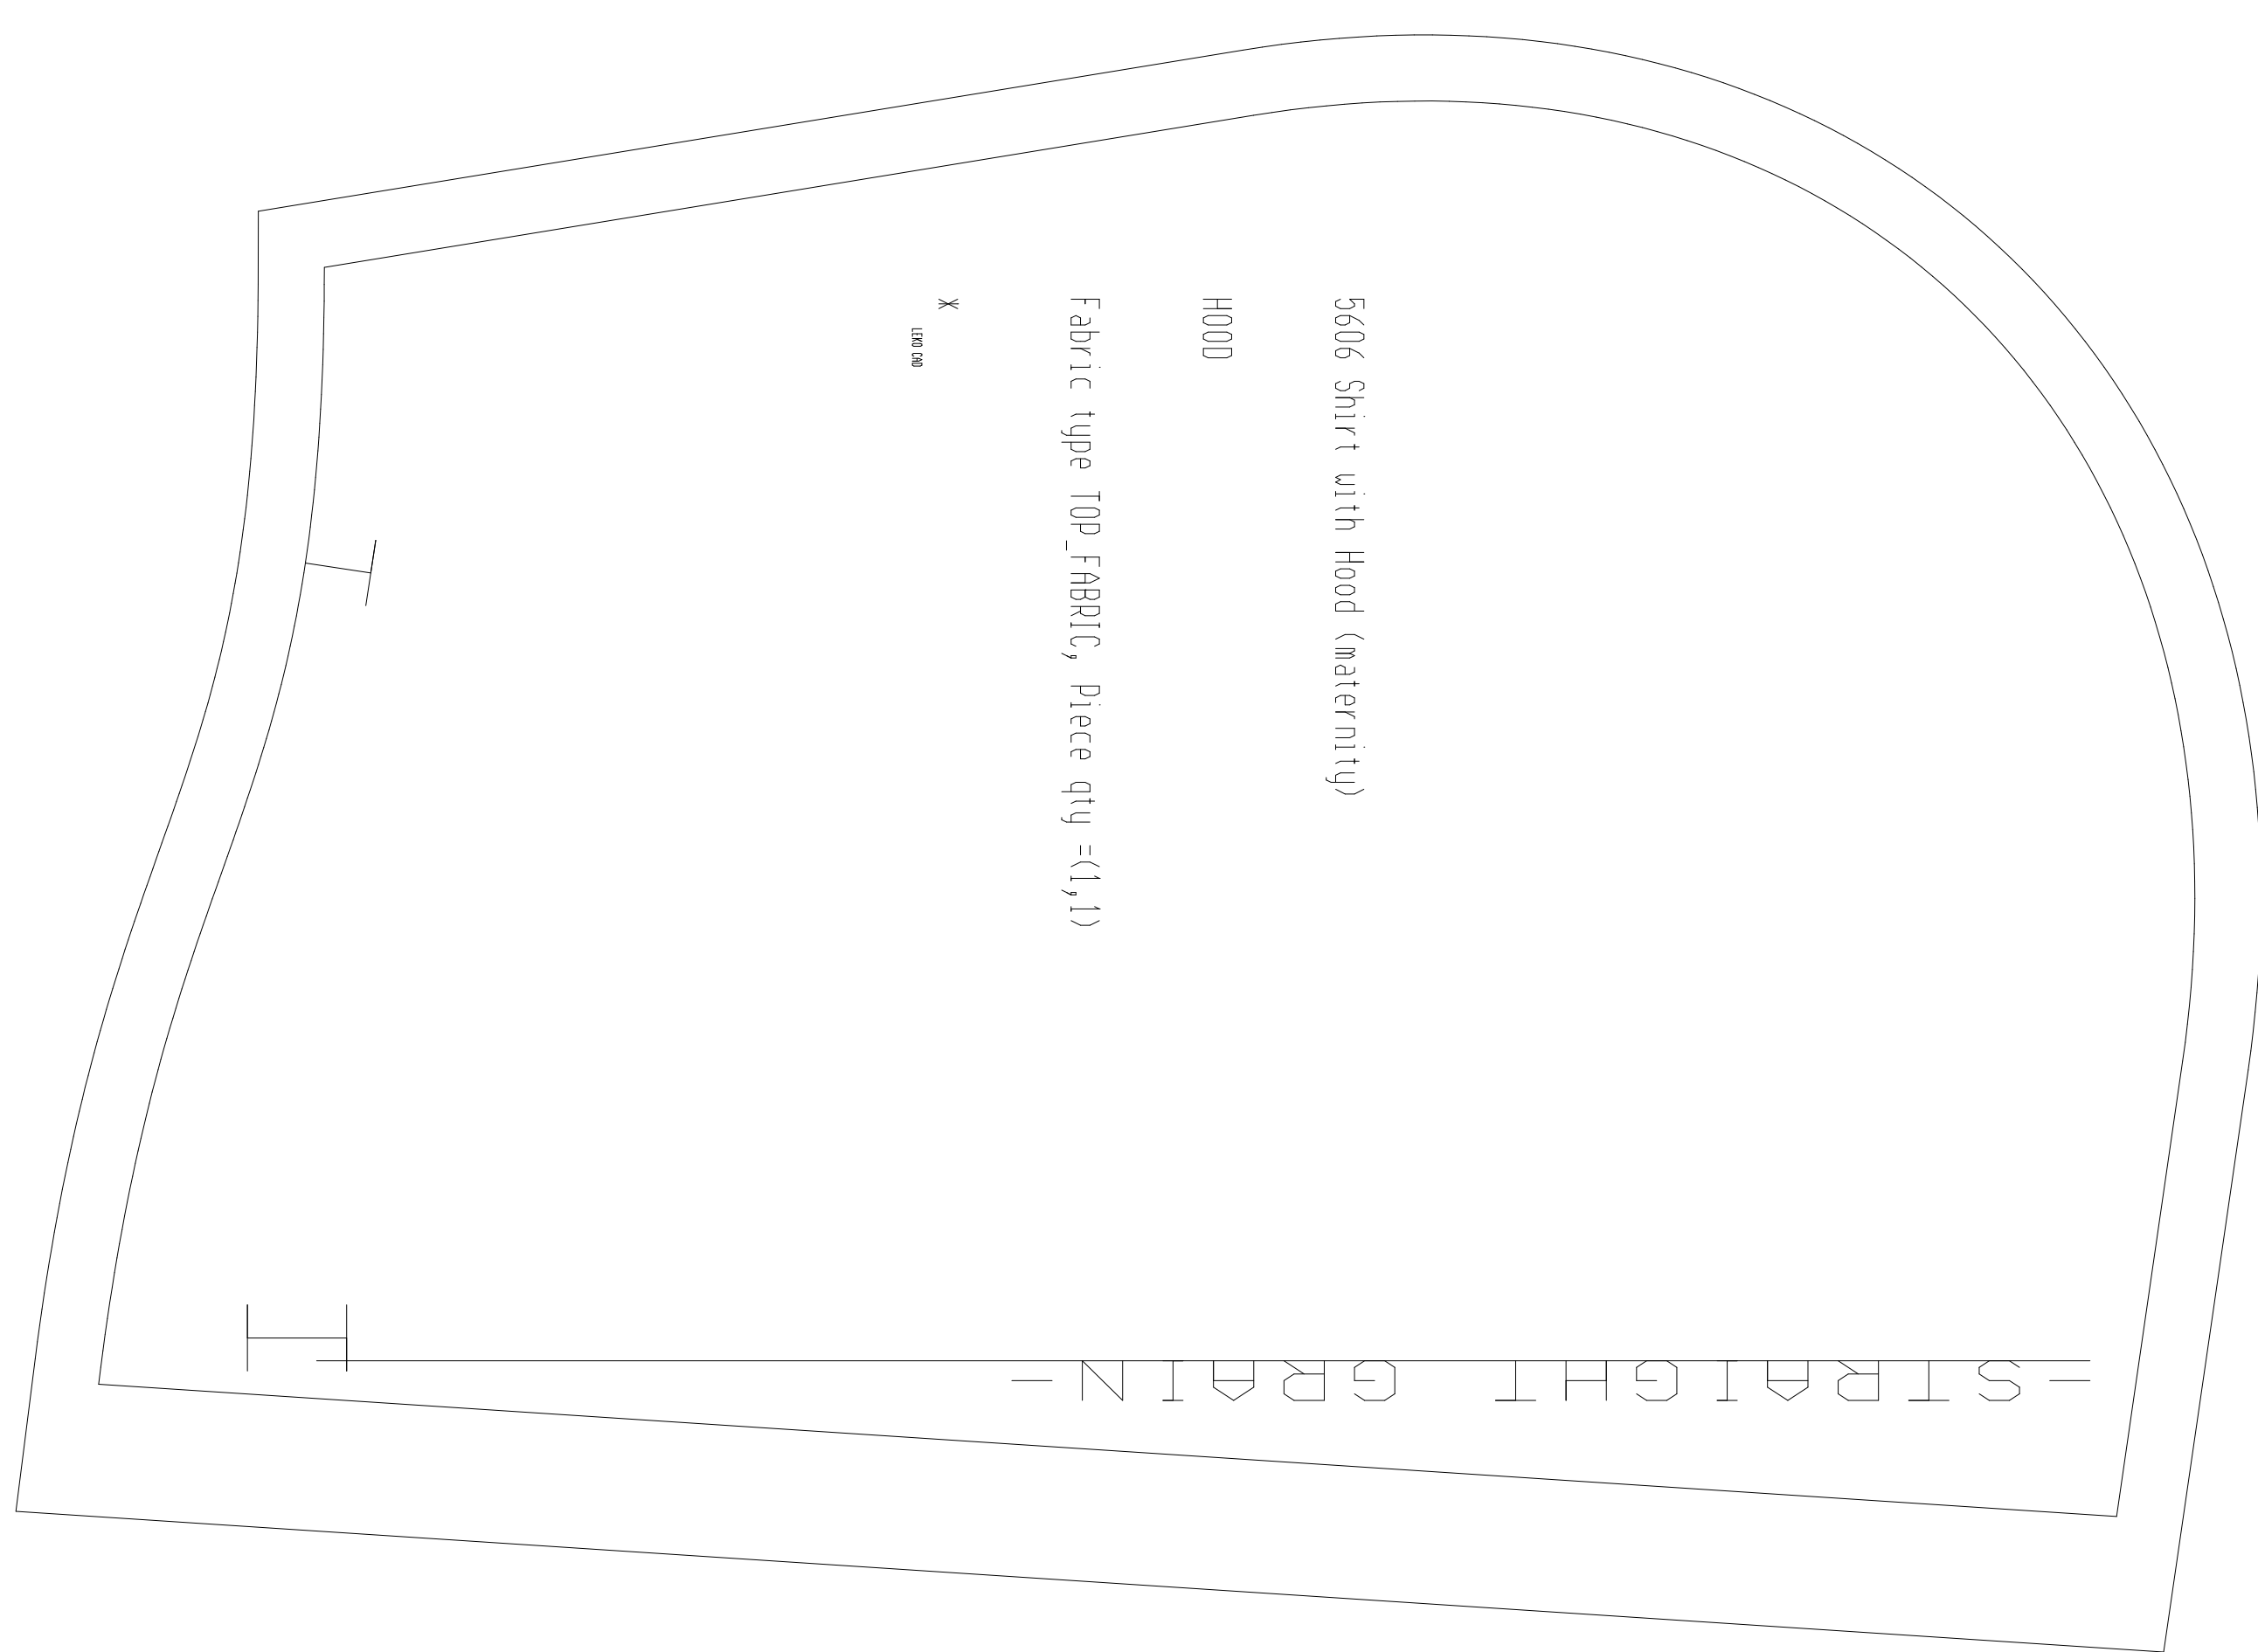 5606 Shirt with Hood (maternity)
HOOD
Fabric type TOP_FABRIC, Piece qty =(1,1)
X
LEKO CAD
-STRAIGHT GRAIN-